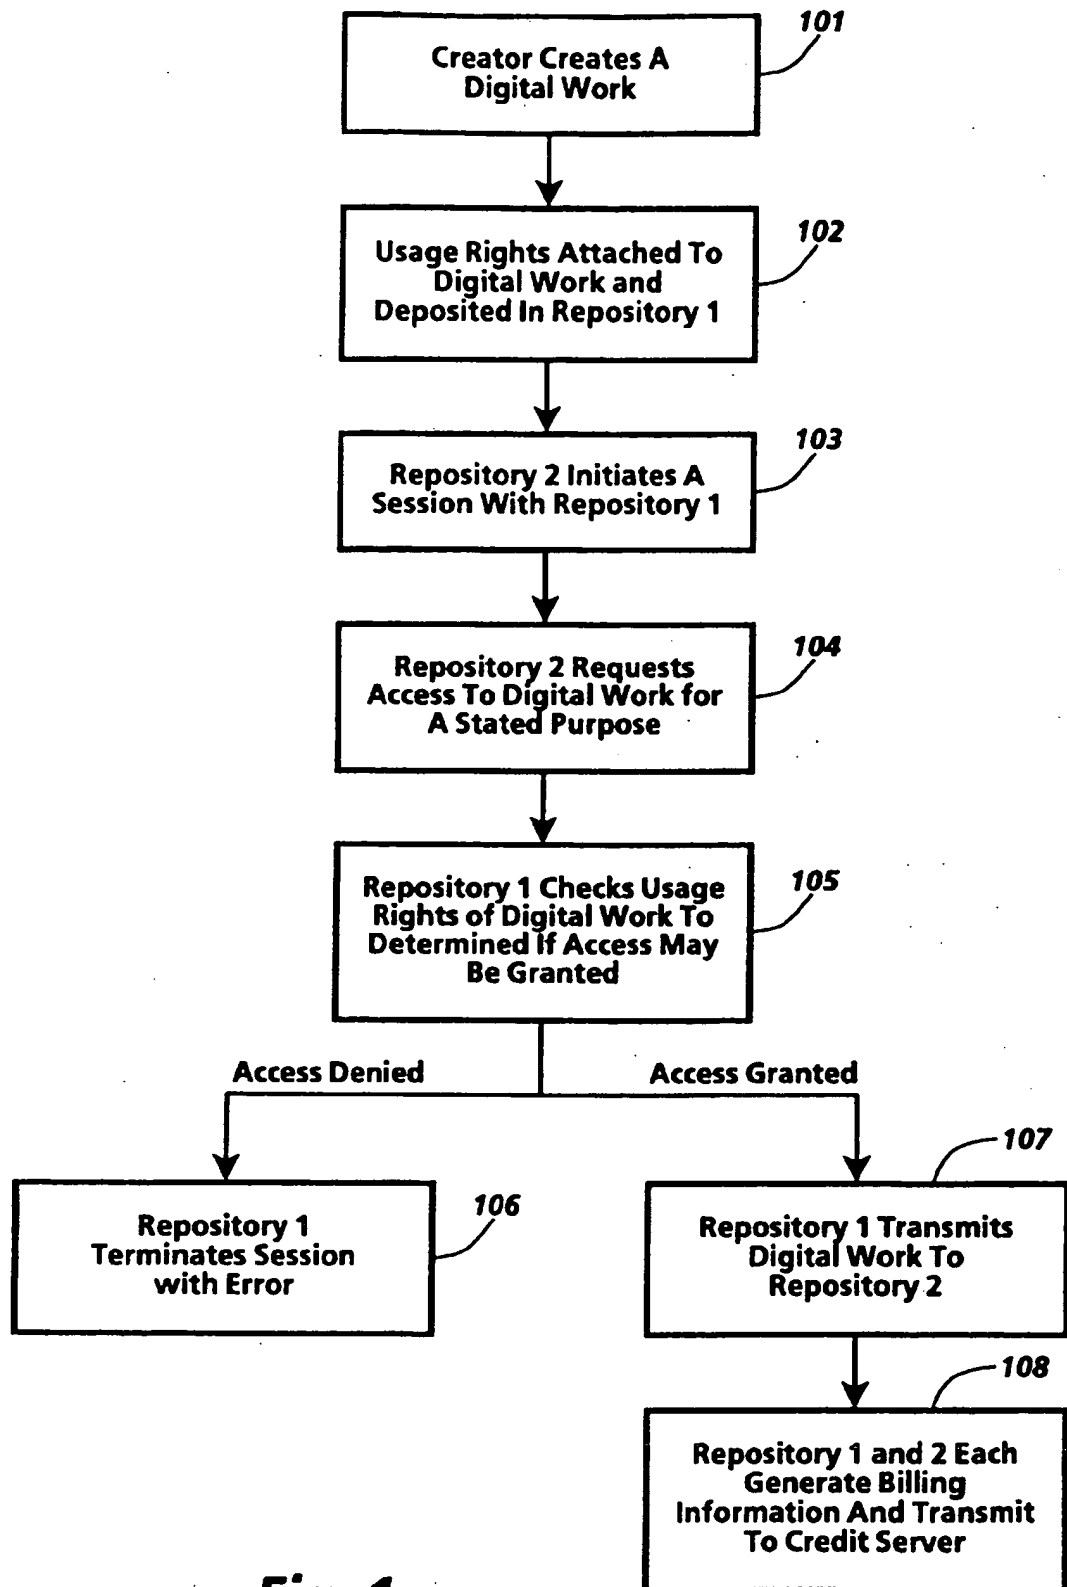 101
Creator Creates A
Digital Work
102
Usage Rights Attached To
Digital Work and
Deposited In Repository 1
103
Repository 2 Initiates A
Session With Repository 1
104
Repository 2 Requests
Access To Digital Work for
A Stated Purpose
105
Repository 1 Checks Usage
Rights of Digital Work To
Determined If Access May
Be Granted
Access Denied
Access Granted
106
Repository 1
Terminates Session
with Error
107
Repository 1 Transmits
Digital Work To
Repository 2
108
Repository 1 and 2 Each
Generate Billing
Information And Transmit
To Credit Server